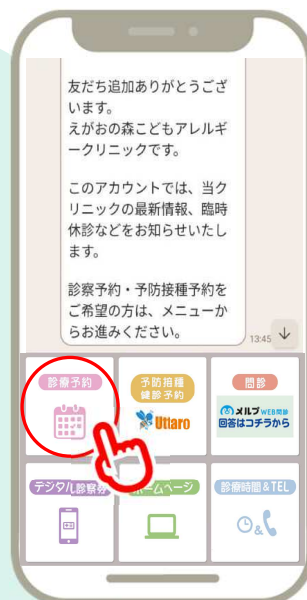 友だち追加ありがとうござ
います。
えがおの森こどもアレルギ
ークリニックです。
このアカウントでは、当ク
リニックの最新情報、臨時
休診などをお知らせいたし
ます。
診察予約・予防接種予約を
ご希望の方は、メニューか
らお進みください。
13:45
診療予約
予防接種
健診予約
Uttaro
問診
メルプ WEB問診
回答はコチラから
デジタル診察券
ホームページ
診療時間&TEL
&